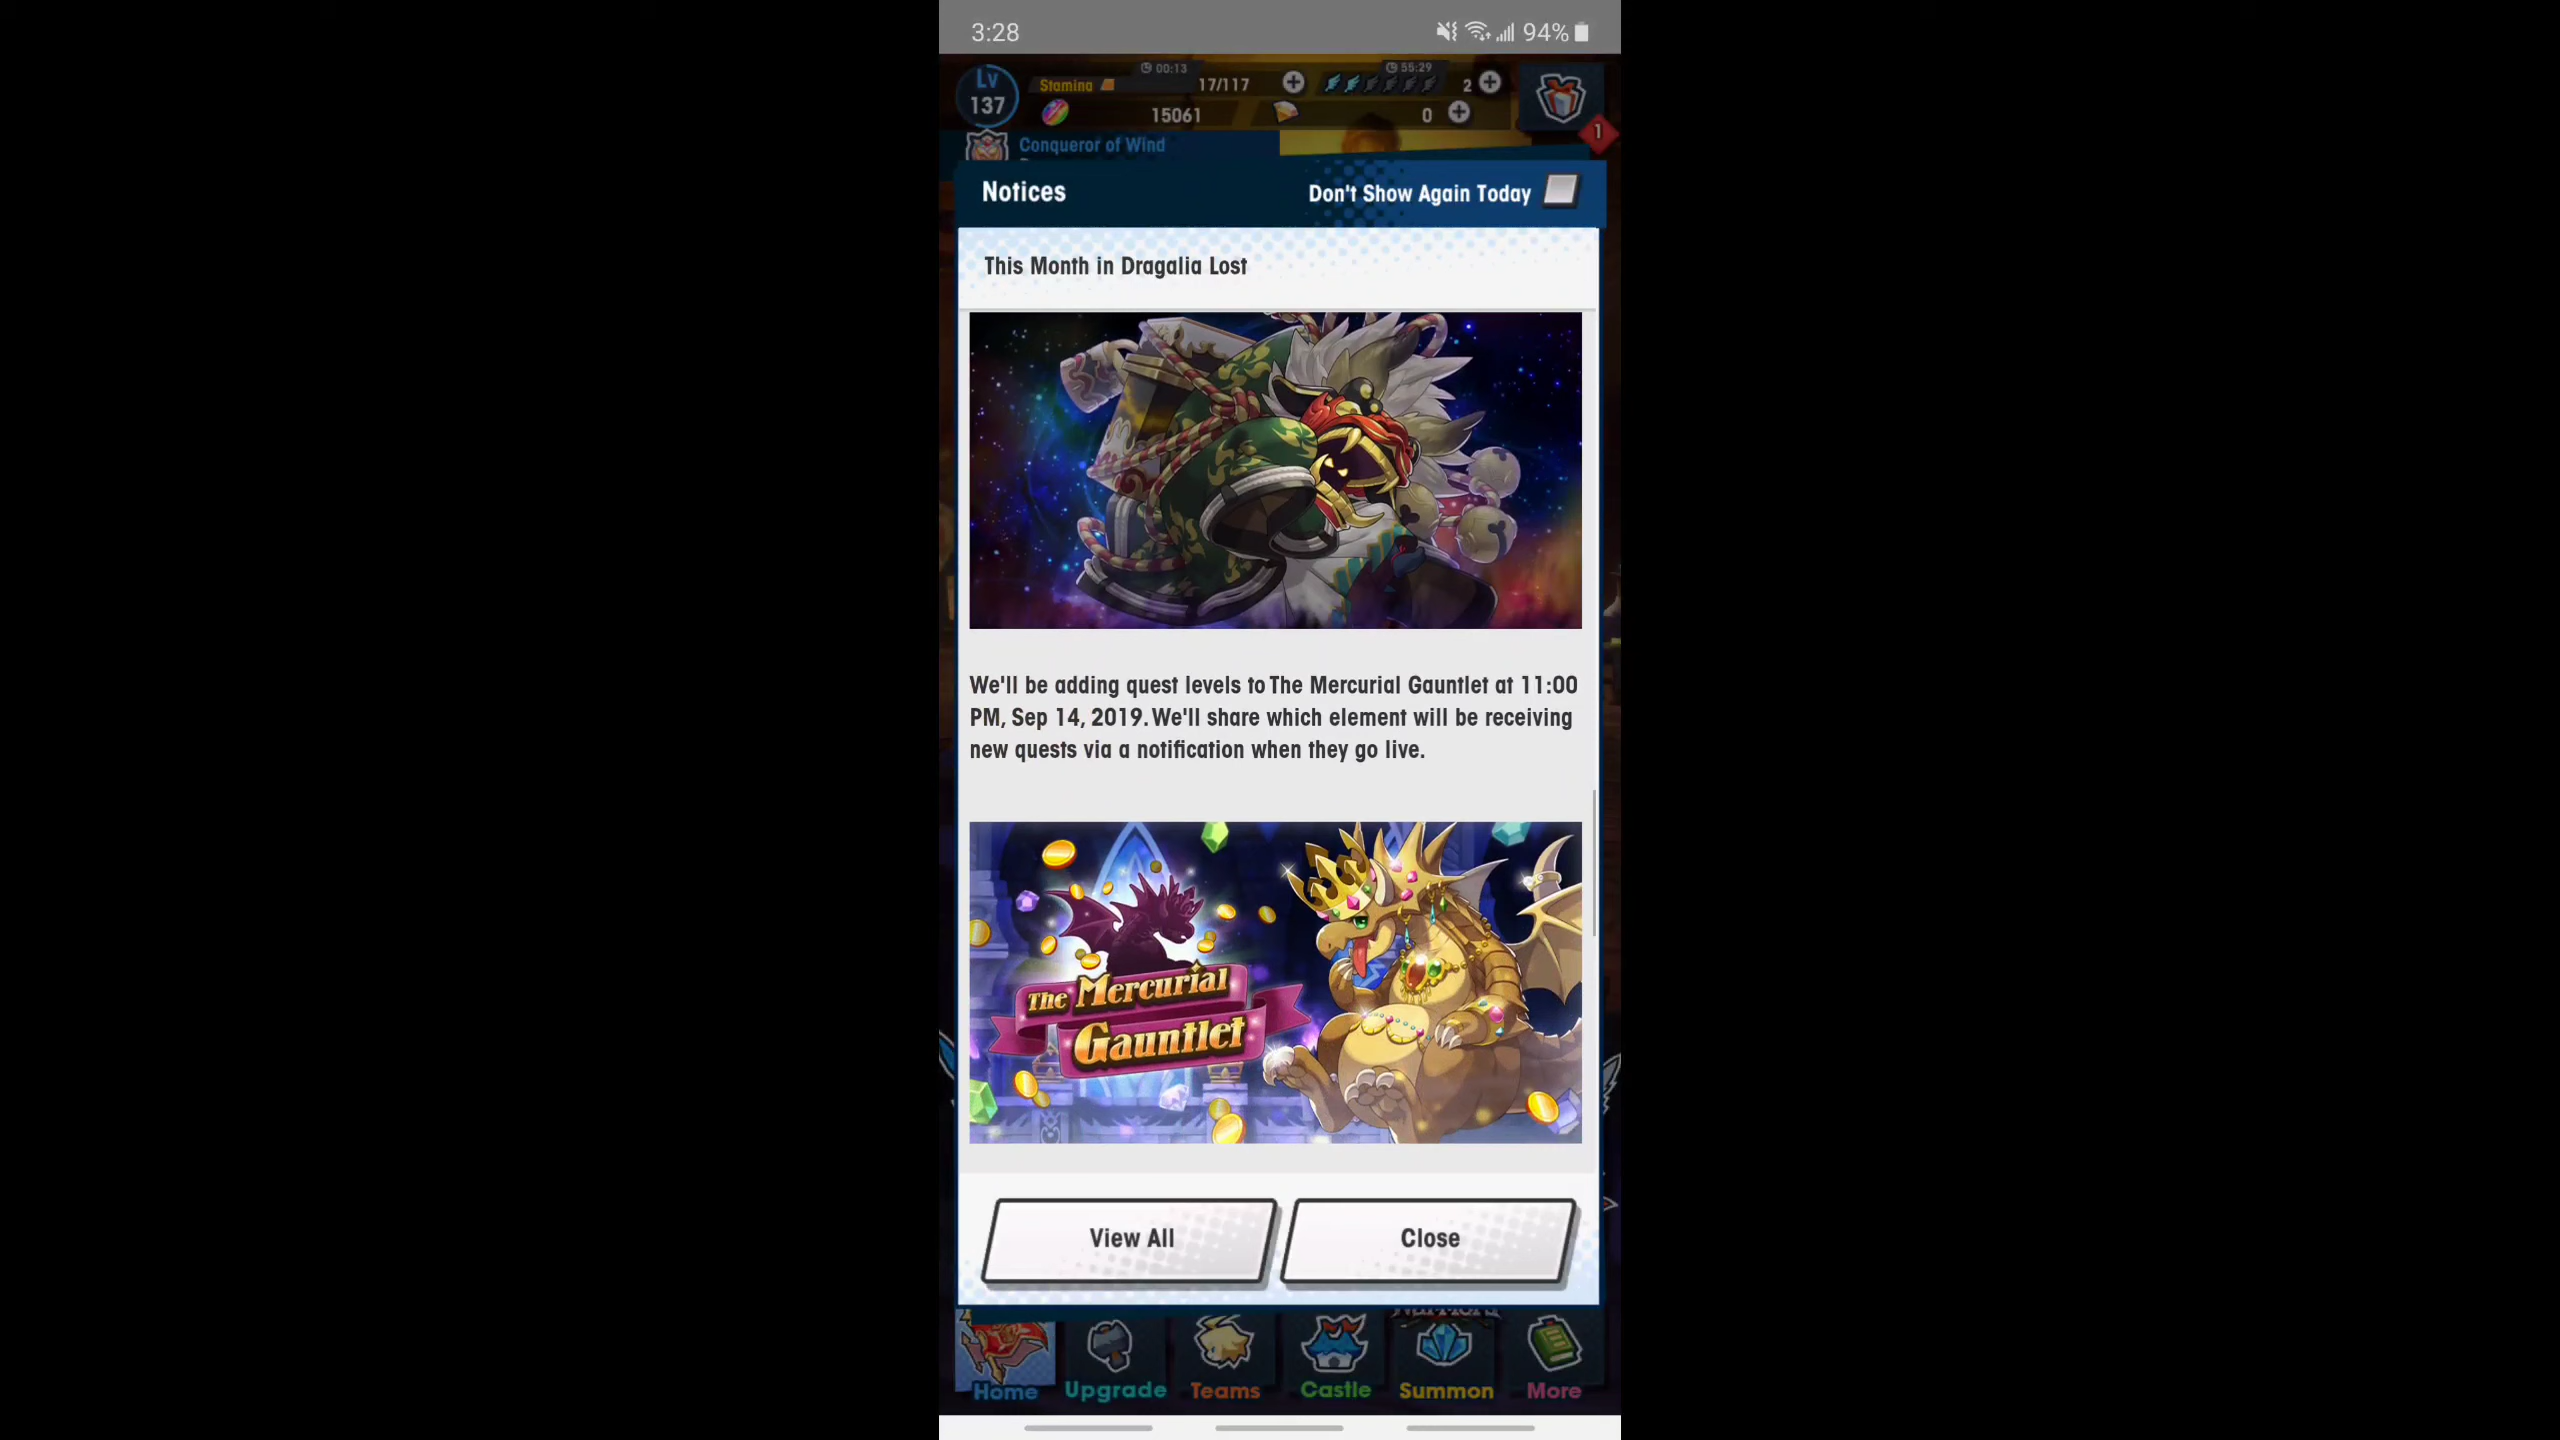 3:28
94%
Lv
137
Stamina
00:13
17/117
55:29
2
15061
0
1
Conqueror of Wind
Notices
Don't Show Again Today
This Month in Dragalia Lost
We'll be adding quest levels to The Mercurial Gauntlet at 11:00
PM, Sep 14, 2019. We'll share which element will be receiving
new quests via a notification when they go live.
The Mercurial
Gauntlet
View All
Close
Home
Upgrade
Teams
Castle
Summon
More